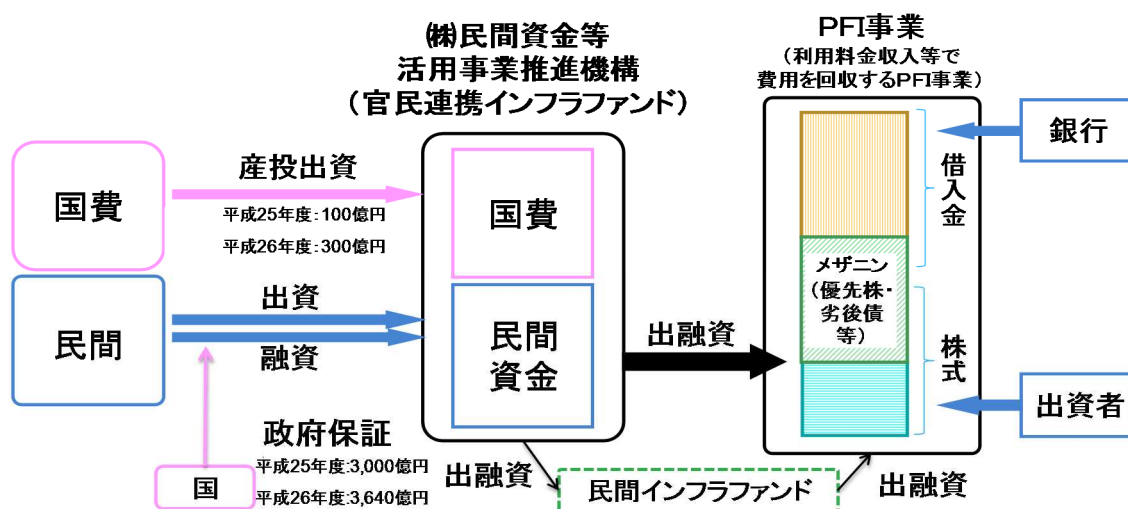 ㈱民間資金等
活用事業推進機構
（官民連携インフラファンド）
PFI事業
（利用料金収入等で
費用を回収するPFI事業）
国費
産投出資
平成25年度：100億円
平成26年度：300億円
国費
銀行
借入金
民間
出資
融資
民間
資金
出融資
メザニン
（優先株・
劣後債
等）
株式
出資者
政府保証
平成25年度:3,000億円
平成26年度:3,640億円
国
出融資
民間インフラファンド
出融資